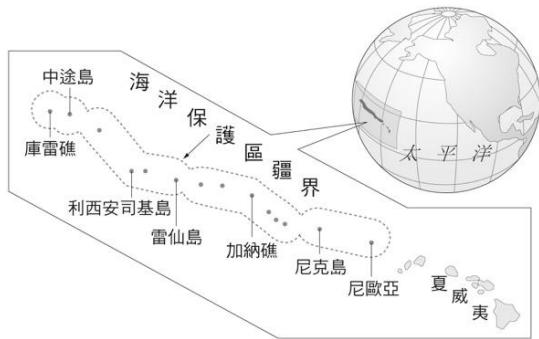 中途島
海洋保護區疆界
庫雷礁
太平洋
利西安司基島
雷仙島
加納礁
尼克島
尼歐亞
夏威夷